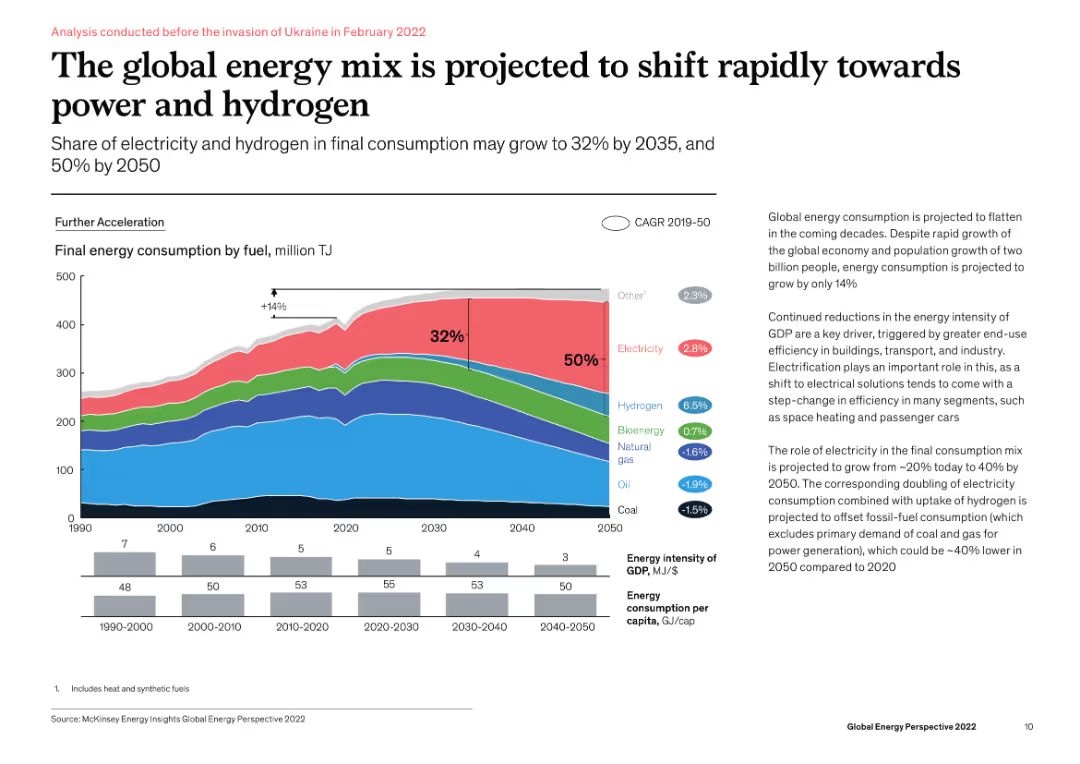 Analysis conducted before the invasion of Ukraine in February 2022
The global energy mix is projected to shift rapidly towards
power and hydrogen
Share of electricity and hydrogen in final consumption may grow to 32% by 2035, and
50% by 2050
Further Acceleration
CAGR 2019-50
Final energy consumption by fuel, million TJ
500
400
300
200
100
0
+14%
32%
50%
Other¹ 2.3%
Electricity 2.8%
Hydrogen 6.5%
Bioenergy 0.7%
Natural
gas -1.6%
Oil -1.9%
Coal -1.5%
1990 2000 2010 2020 2030 2040 2050
7 6 5 5 4 3
Energy intensity of
GDP, MJ/$
48 50 53 55 53 50
Energy
consumption per
capita, GJ/cap
1990-2000 2000-2010 2010-2020 2020-2030 2030-2040 2040-2050
Global energy consumption is projected to flatten
in the coming decades. Despite rapid growth of
the global economy and population growth of two
billion people, energy consumption is projected to
grow by only 14%
Continued reductions in the energy intensity of
GDP are a key driver, triggered by greater end-use
efficiency in buildings, transport, and industry.
Electrification plays an important role in this, as a
shift to electrical solutions tends to come with a
step-change in efficiency in many segments, such
as space heating and passenger cars
The role of electricity in the final consumption mix
is projected to grow from ~20% today to 40% by
2050. The corresponding doubling of electricity
consumption combined with uptake of hydrogen is
projected to offset fossil-fuel consumption (which
excludes primary demand of coal and gas for
power generation), which could be ~40% lower in
2050 compared to 2020
1. Includes heat and synthetic fuels
Source: McKinsey Energy Insights Global Energy Perspective 2022
Global Energy Perspective 2022 10